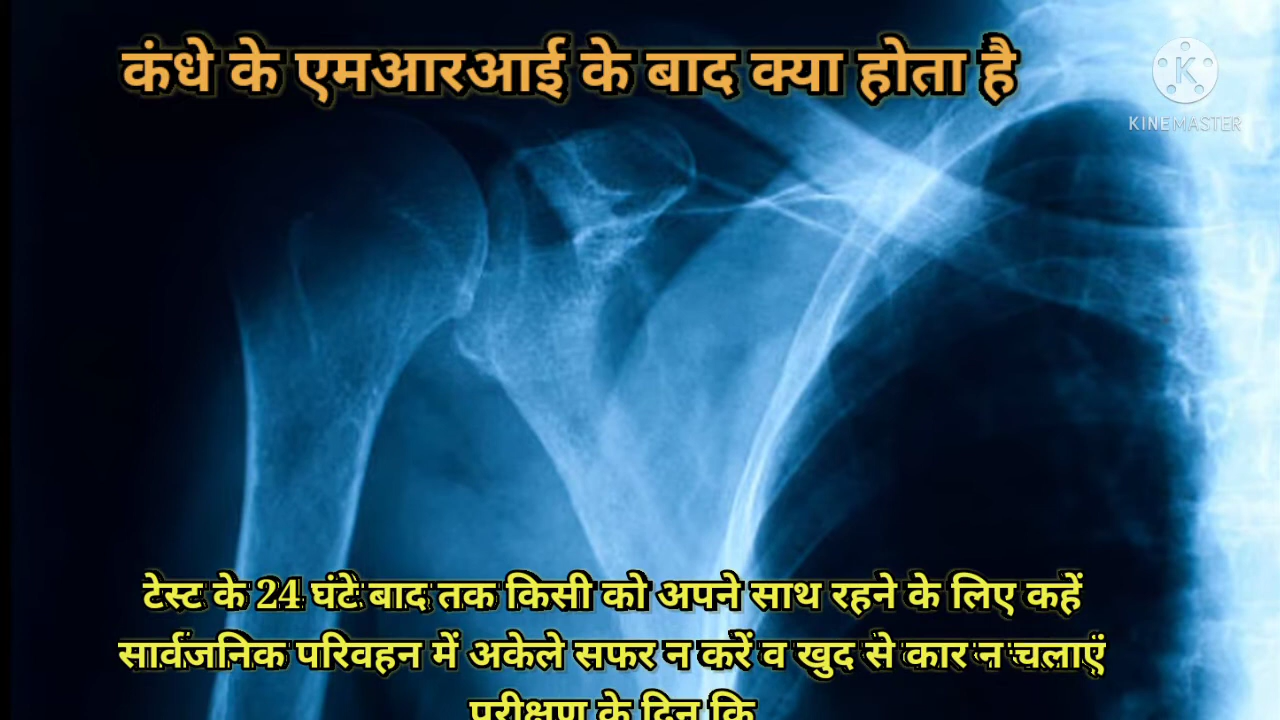 कंधे के एमआरआई के बाद क्या होता है
KINEMASTER
टेस्ट के 24 घंटे बाद तक किसी को अपने साथ रहने के लिए कहें
सार्वजनिक परिवहन में अकेले सफर न करें व खुद से कार न चलाएं
परीक्षण के दिन कि